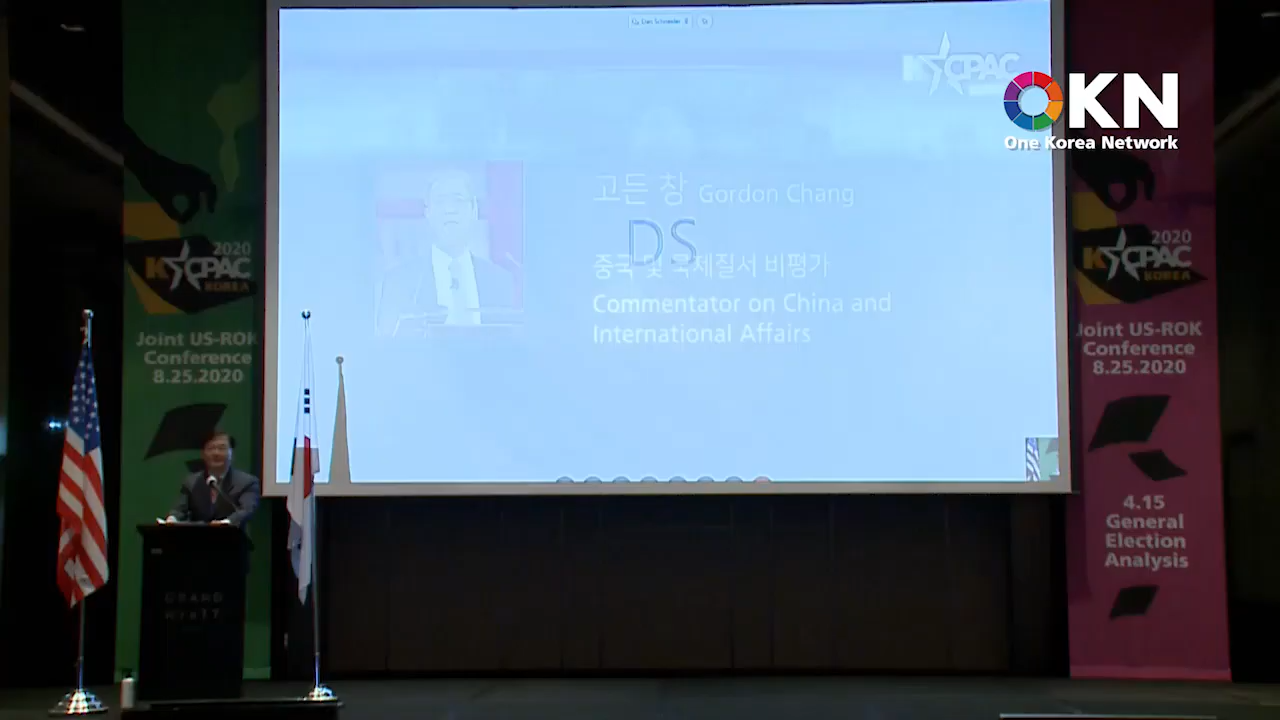 KCPAC
OKN
One Korea Network
고든 창 Gordon Chang
DS
중국 및 국제질서 비평가
Commentator on China and
International Affairs
2020
KCPAC
KOREA
Joint US-ROK
Conference
8.25.2020
GRAND
HYATT
2020
KCPAC
KOREA
Joint US-ROK
Conference
8.25.2020
4.15
General
Election
Analysis